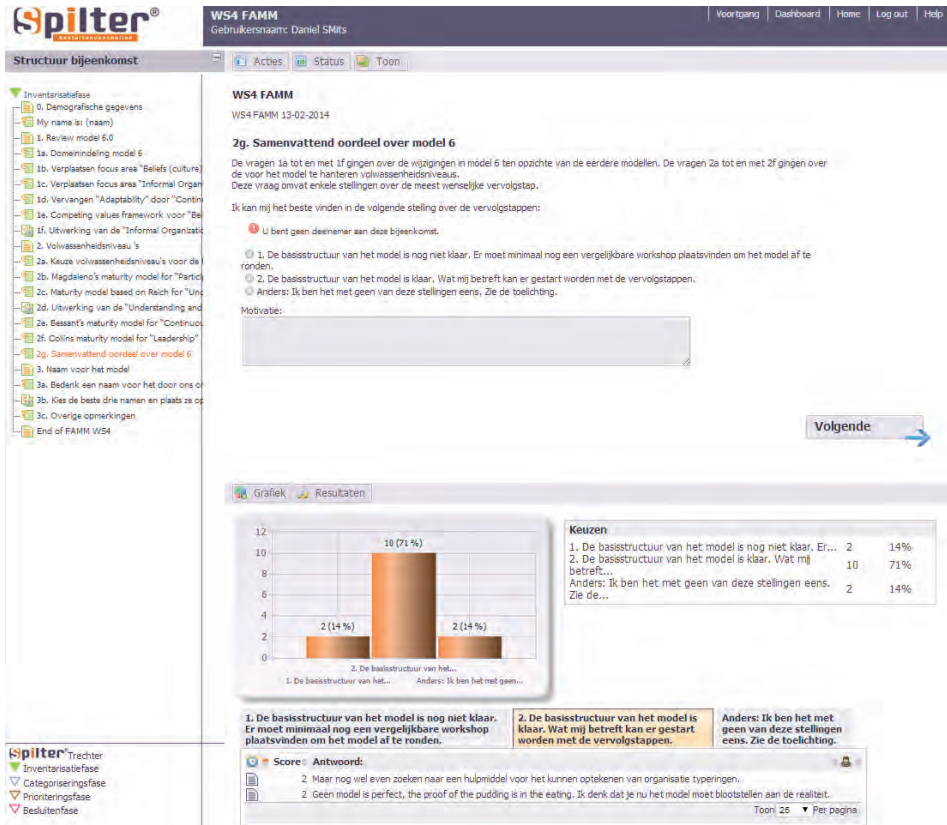 Spilter®
WS4 FAMM
Gebruikersnaam: Daniel SMits
Voortgang | Dashboard | Home | Log out | Help
Structuur bijeenkomst
Acties
Status
Toon
Inventarisatiefase
0. Demografische gegevens
My name is: (naam)
1. Review model 6.0
1a. Domeinindeling model 6
1b. Verplaatsen focus area "Beliefs (culture)
1c. Verplaatsen focus area "Informal Organ
1d. Vervangen "Adaptability" door "Contin
1e. Competing values framework voor "Bel
1f. Uitwerking van de "Informal Organizatio
2. Volwassenheidsniveau 's
2a. Keuze volwassenheidsniveau's voor de
2b. Magdaleno's maturity model for "Partici
2c. Maturity model based on Reich for "Und
2d. Uitwerking van de "Understanding and
2e. Bessant's maturity model for "Continuou
2f. Collins maturity model for "Leadership"
2g. Samenvattend oordeel over model 6
3. Naam voor het model
3a. Bedenk een naam voor het door ons o
3b. Kies de beste drie namen en plaats ze op
3c. Overige opmerkingen
End of FAMM WS4
WS4 FAMM
WS4 FAMM 13-02-2014
2g. Samenvattend oordeel over model 6
De vragen 1a tot en met 1f gingen over de wijzigingen in model 6 ten opzichte van de eerdere modellen. De vragen 2a tot en met 2f gingen over
de voor het model te hanteren volwassenheidsniveaus.
Deze vraag omvat enkele stellingen over de meest wenselijke vervolgstap.
Ik kan mij het beste vinden in de volgende stelling over de vervolgstappen:
U bent geen deelnemer aan deze bijeenkomst.
1. De basisstructuur van het model is nog niet klaar. Er moet minimaal nog een vergelijkbare workshop plaatsvinden om het model af te
ronden.
2. De basisstructuur van het model is klaar. Wat mij betreft kan er gestart worden met de vervolgstappen.
Anders: Ik ben het met geen van deze stellingen eens. Zie de toelichting.
Motivatie:
Volgende
Grafiek
Resultaten
12
10
8
6
4
2
0
2 (14 %)
10 (71 %)
2 (14 %)
2. De basisstructuur van het...
1. De basisstructuur van het...
Anders: Ik ben het met geen...
Keuzen
1. De basisstructuur van het model is nog niet klaar. Er... 2 14%
2. De basisstructuur van het model is klaar. Wat mij
betreft... 10 71%
Anders: Ik ben het met geen van deze stellingen eens.
Zie de... 2 14%
1. De basisstructuur van het model is nog niet klaar.
Er moet minimaal nog een vergelijkbare workshop
plaatsvinden om het model af te ronden.
2. De basisstructuur van het model is
klaar. Wat mij betreft kan er gestart
worden met de vervolgstappen.
Anders: Ik ben het met
geen van deze stellingen
eens. Zie de toelichting.
Score Antwoord:
2 Maar nog wel even zoeken naar een hulpmiddel voor het kunnen optekenen van organisatie typeringen.
2 Geen model is perfect, the proof of the pudding is in the eating. Ik denk dat je nu het model moet blootstellen aan de realiteit.
Toon 25 Per pagina
Spilter® Trechter
Inventarisatiefase
Categoriseringsfase
Prioriteringsfase
Besluitenfase